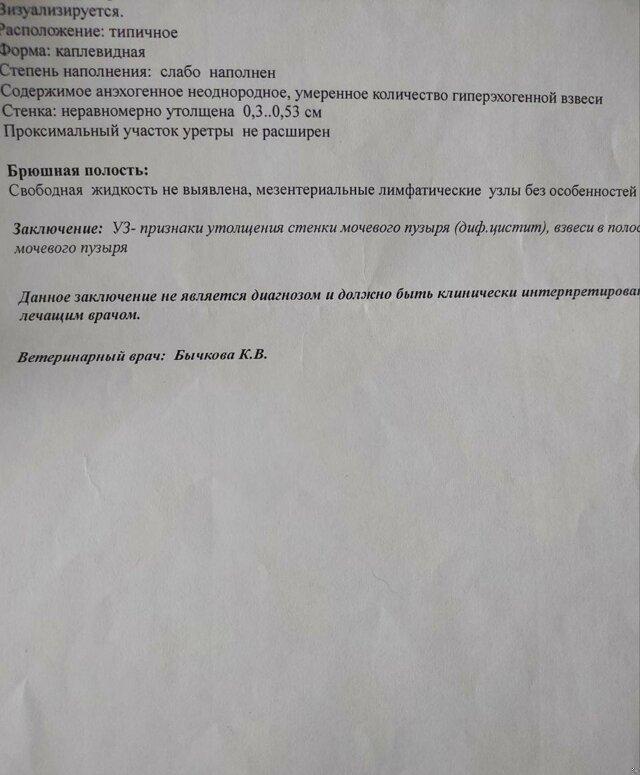 Визуализируется.
Расположение: типичное
Форма: каплевидная
Степень наполнения: слабо наполнен
Содержимое анэхогенное неоднородное, умеренное количество гиперэхогенной взвеси
Стенка: неравномерно утолщена 0,3..0,53 см
Проксимальный участок уретры не расширен
Брюшная полость:
Свободная жидкость не выявлена, мезентериальные лимфатические узлы без особенностей
Заключение: УЗ- признаки утолщения стенки мочевого пузыря (диф.цистит), взвеси в полос
мочевого пузыря
Данное заключение не является диагнозом и должно быть клинически интерпретирова
лечащим врачом.
Ветеринарный врач: Бычкова К.В.